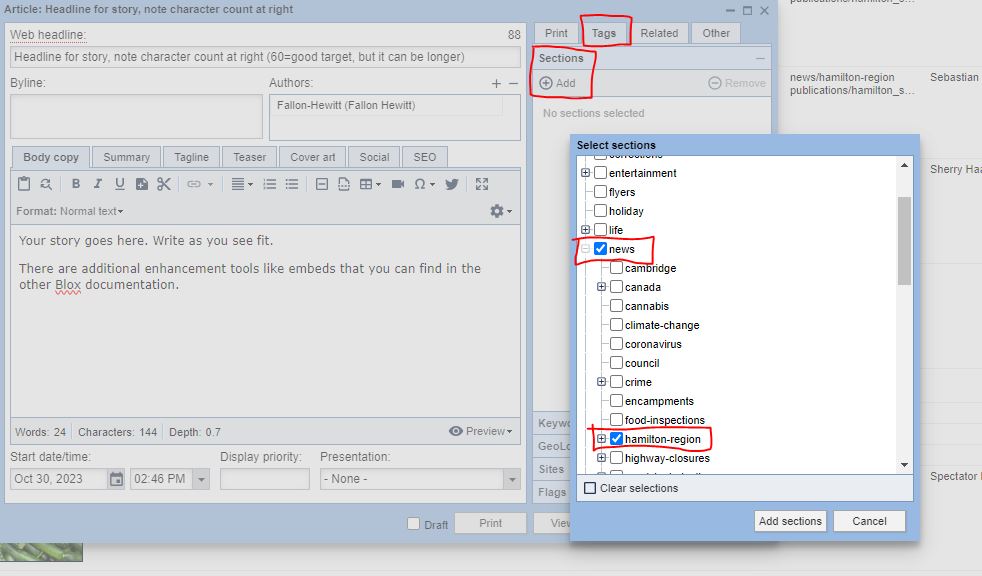 Article: Headline for story, note character count at right
Web headline:
88
Headline for story, note character count at right (60=good target, but it can be longer)
Byline:
Authors:
Fallon-Hewitt (Fallon Hewitt)
Body copy
Summary
Tagline
Teaser
Cover art
Social
SEO
Format: Normal text
Your story goes here. Write as you see fit.
There are additional enhancement tools like embeds that you can find in the
other Blox documentation.
Words: 24 Characters: 144 Depth: 0.7
Preview
Start date/time:
Display priority:
Presentation:
Oct 30, 2023
02:46 PM
- None -
Draft
Print
Print
Tags
Related
Other
Sections
Add
Remove
No sections selected
Flags
Sites
Select sections
corrections
entertainment
flyers
holiday
life
news
cambridge
canada
cannabis
climate-change
coronavirus
council
crime
encampments
food-inspections
hamilton-region
highway-closures
Clear selections
Add sections
Cancel
publications/hamilton_s...
news/hamilton-region
publications/hamilton_s...
Sebastian